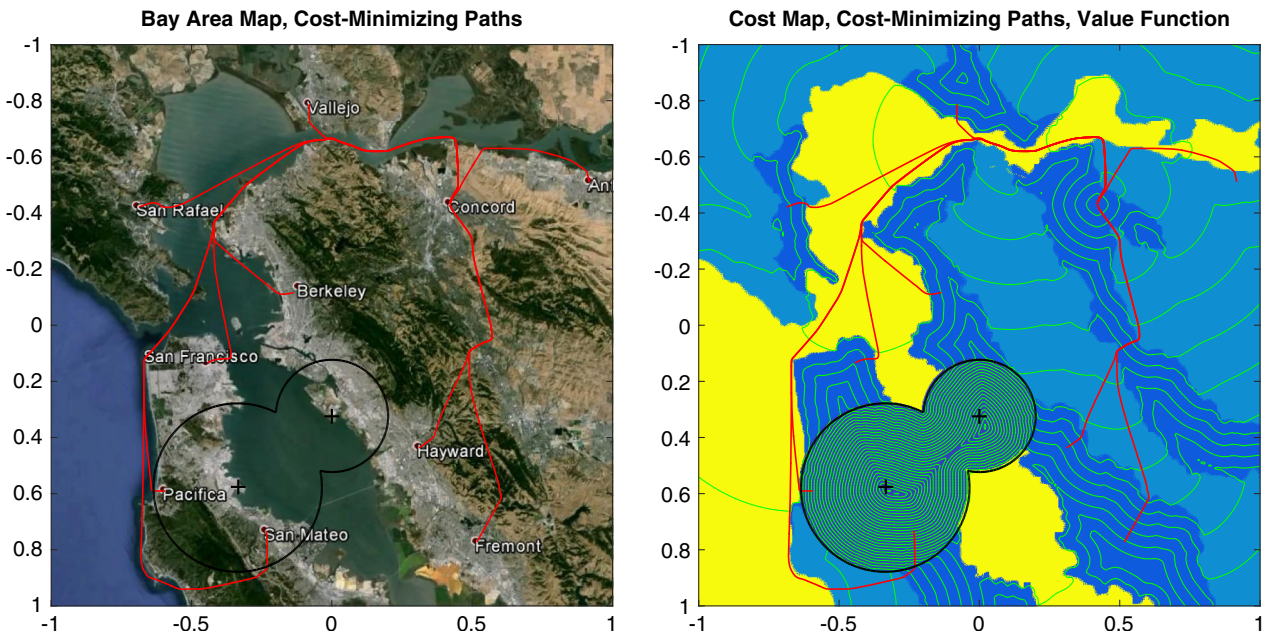 Bay Area Map, Cost-Minimizing Paths
-1
-0.8
-0.6
-0.4
-0.2
0
0.2
0.4
0.6
0.8
1
Vallejo
Ant
San Rafael
Concord
Berkeley
San Francisco
Hayward
Pacifica
San Mateo
Fremont
-1
-0.5
0
0.5
1
Cost Map, Cost-Minimizing Paths, Value Function
-1
-0.8
-0.6
-0.4
-0.2
0
0.2
0.4
0.6
0.8
1
-1
-0.5
0
0.5
1